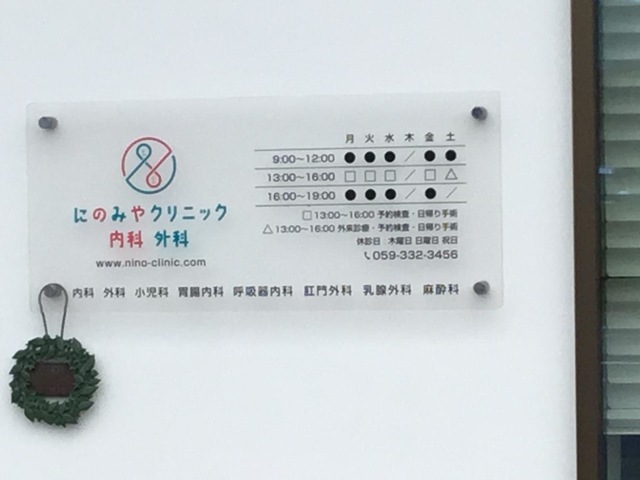 にのみやクリニック
内科 外科
www.nino-clinic.com
月 火 水 木 金 土
9:00～12:00 ● ● ● ／ ● ●
13:00～16:00 □ □ □ ／ □ △
16:00～19:00 ● ● ● ／ ● ／
□ 13:00～16:00 予約検査・日帰り手術
△ 13:00～16:00 外来診療・予約検査・日帰り手術
休診日 木曜日 日曜日 祝日
059-332-3456
内科 外科 小児科 胃腸内科 呼吸器内科 肛門外科 乳腺外科 麻酔科